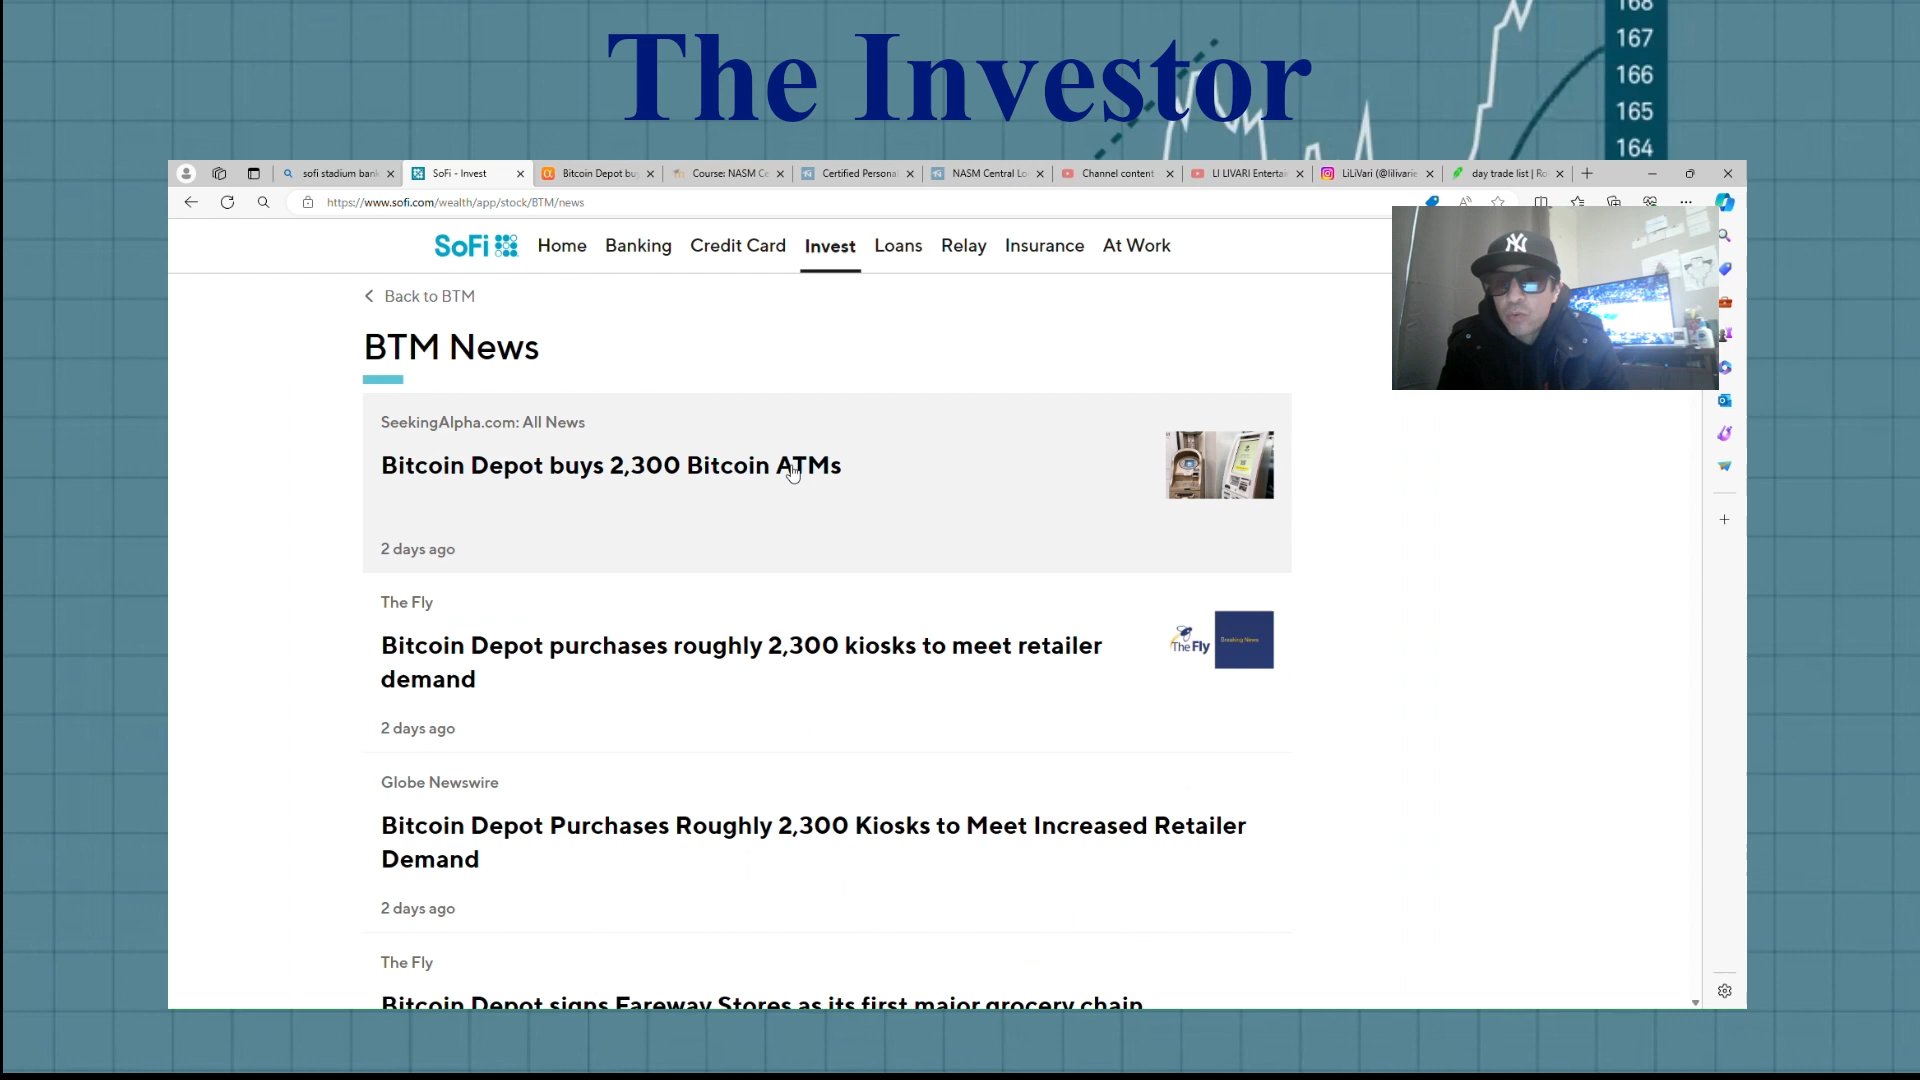 The Investor
168
167
166
165
164
sofi stadium ban
SoFi - Invest
Bitcoin Depot bu
Course: NASM Ce
Certified Personal
NASM Central Lo
Channel content
LI LIVARI Enterta
LiLiVari (@lilivarie
day trade list | Ro
https://www.sofi.com/wealth/app/stock/BTM/news
SoFi Home Banking Credit Card Invest Loans Relay Insurance At Work
Back to BTM
BTM News
SeekingAlpha.com: All News
Bitcoin Depot buys 2,300 Bitcoin ATMs
2 days ago
The Fly
Bitcoin Depot purchases roughly 2,300 kiosks to meet retailer
demand
The Fly
Breaking News
2 days ago
Globe Newswire
Bitcoin Depot Purchases Roughly 2,300 Kiosks to Meet Increased Retailer
Demand
2 days ago
The Fly
Bitcoin Depot signs Fareway Stores as its first major grocery chain